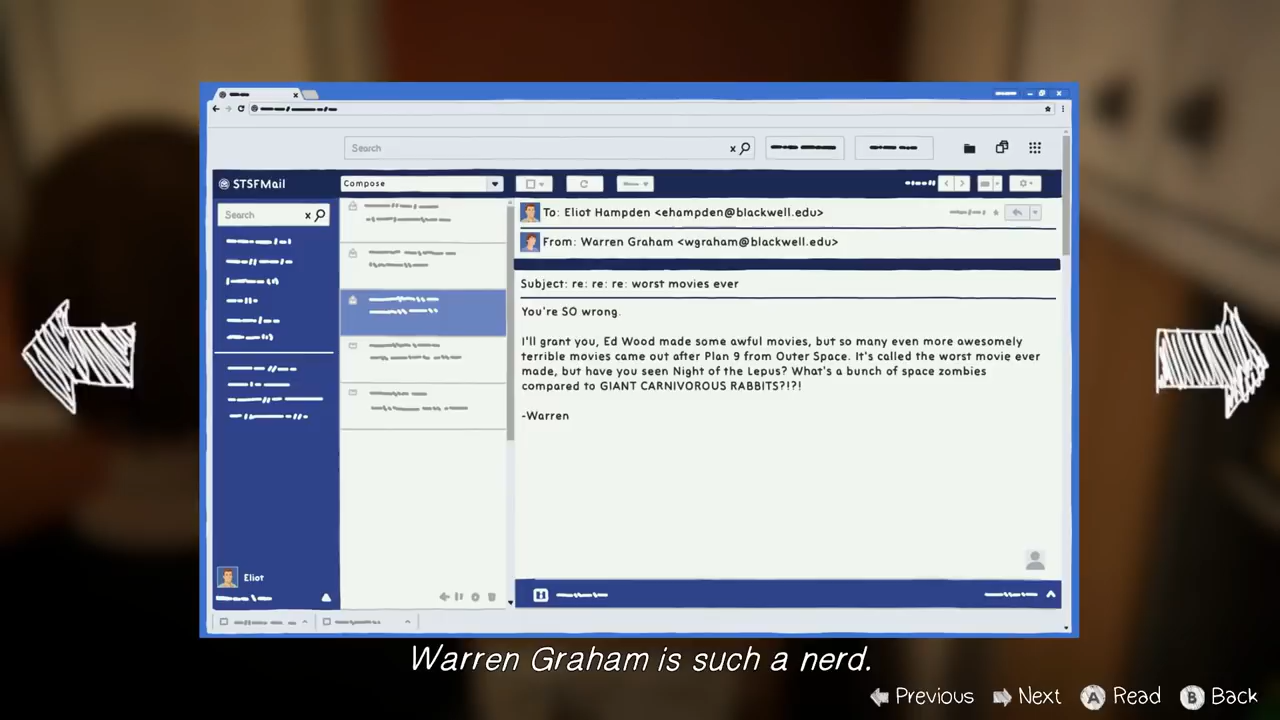 Search
STSFMail
Compose
Search
To: Eliot Hampden <ehampden@blackwell.edu>
From: Warren Graham <wgraham@blackwell.edu>
Subject: re: re: re: worst movies ever
You're SO wrong.
I'll grant you, Ed Wood made some awful movies, but so many even more awesomely
terrible movies came out after Plan 9 from Outer Space. It's called the worst movie ever
made, but have you seen Night of the Lepus? What's a bunch of space zombies
compared to GIANT CARNIVOROUS RABBITS?!?!
-Warren
Eliot
Warren Graham is such a nerd.
Previous Next A Read B Back